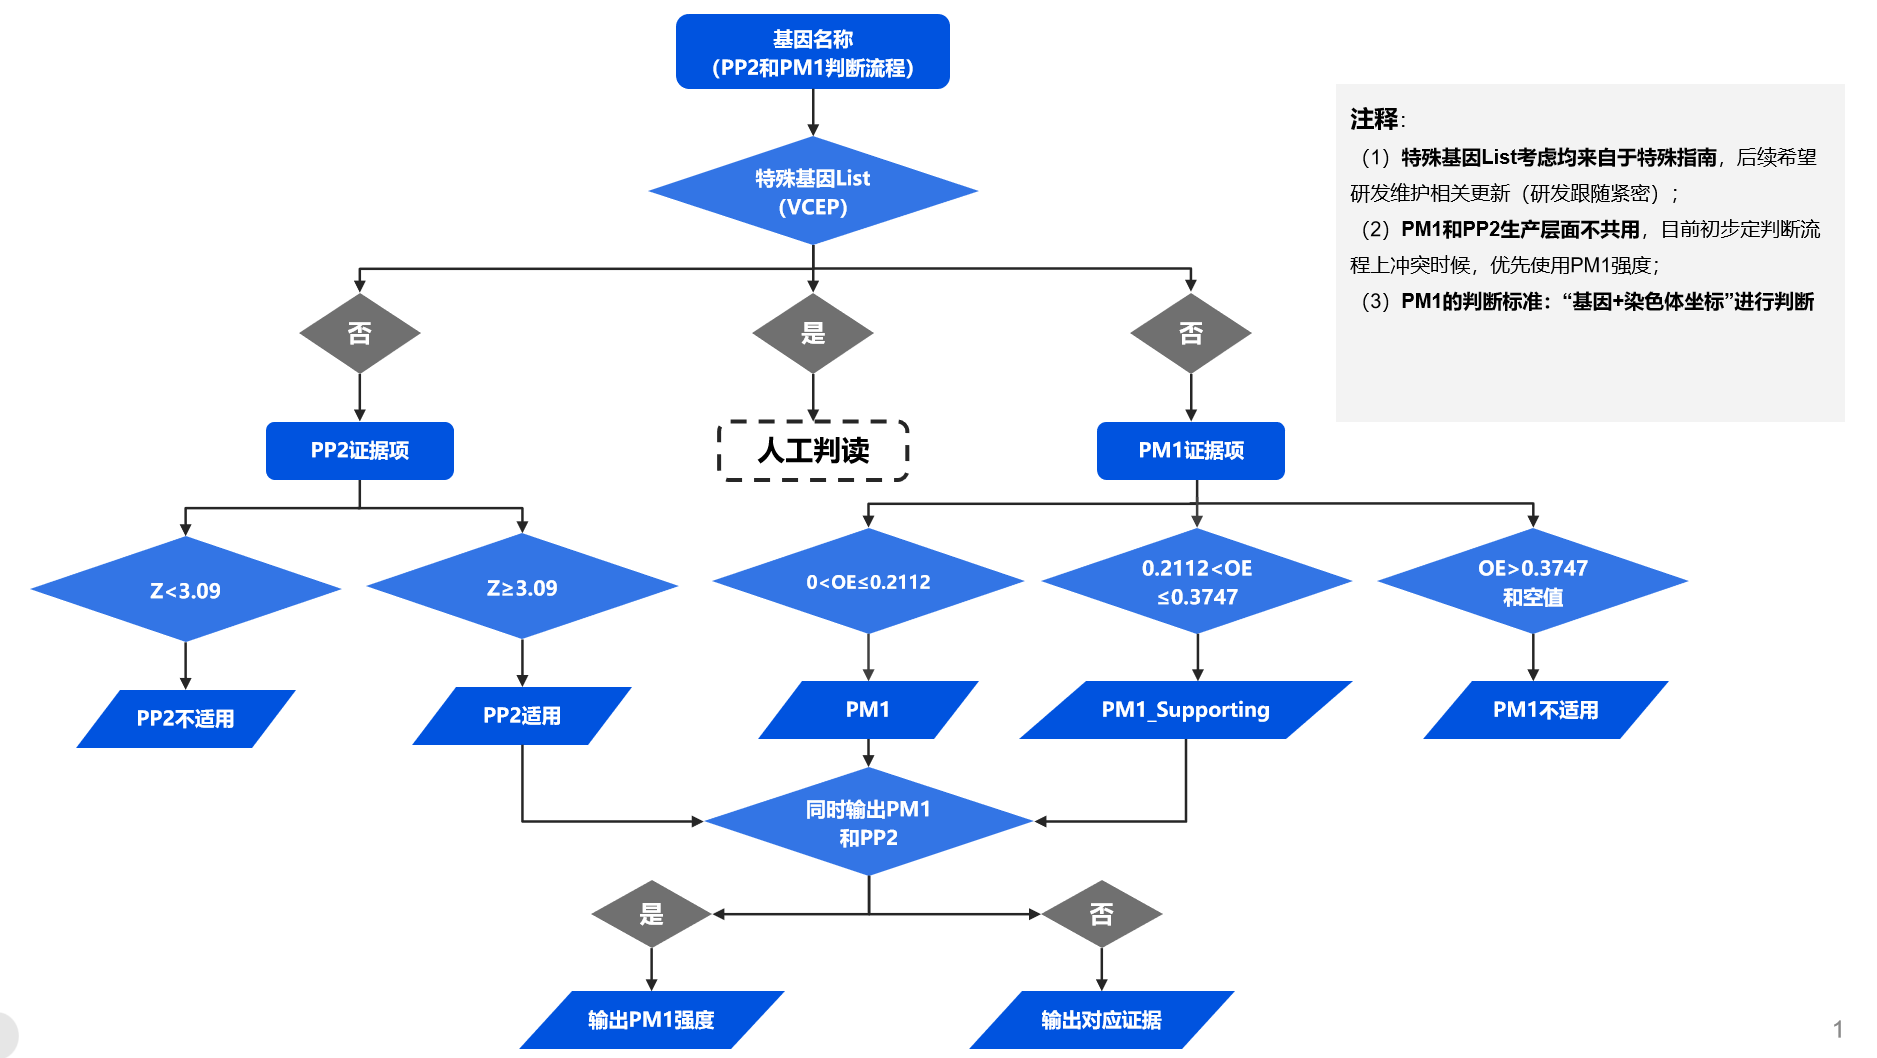 基因名称
（PP2和PM1判断流程）
特殊基因List
（VCEP）
注释：
（1）特殊基因List考虑均来自于特殊指南，后续希望
研发维护相关更新（研发跟随紧密）；
（2）PM1和PP2生产层面不共用，目前初步定判断流
程上冲突时候，优先使用PM1强度；
（3）PM1的判断标准：“基因+染色体坐标”进行判断
否
是
否
PP2证据项
人工判读
PM1证据项
Z<3.09
Z≥3.09
0<OE≤0.2112
0.2112<OE
≤0.3747
OE>0.3747
和空值
PP2不适用
PP2适用
PM1
PM1_Supporting
PM1不适用
同时输出PM1
和PP2
是
否
输出PM1强度
输出对应证据
1